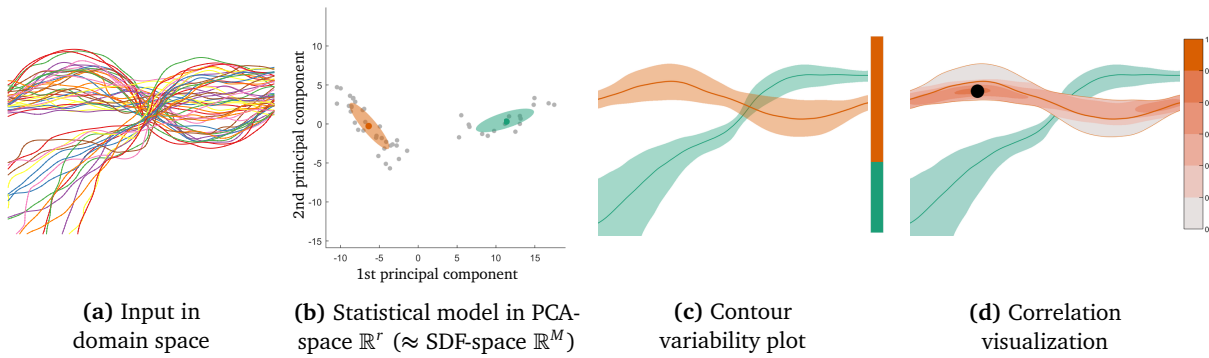 10
5
0
-5
-10
-15
-10
-5
0
5
10
15
2nd principal component
1st principal component
1
0
0
0
0
0
(a) Input in
domain space
(b) Statistical model in PCA-
space ℝ^r (≈ SDF-space ℝ^M)
(c) Contour
variability plot
(d) Correlation
visualization